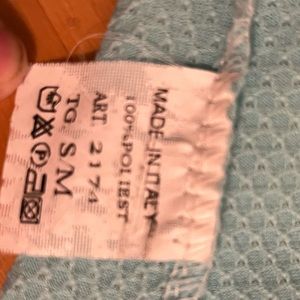 MADE IN ITALY
100%POLIEST
ART. 2174
TG. S/M